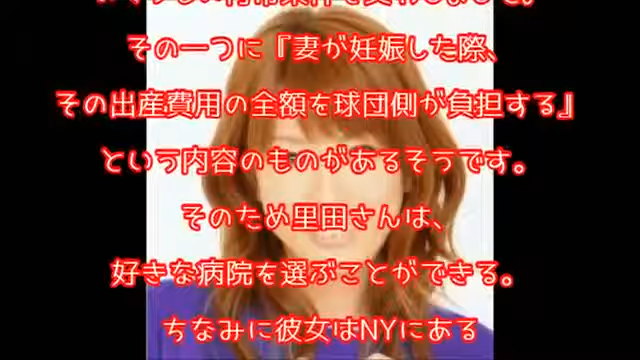 その一つに『妻が妊娠した際、
その出産費用の全額を球団側が負担する』
という内容のものがあるそうです。
そのため里田さんは、
好きな病院を選ぶことができる。
ちなみに彼女はNYにある